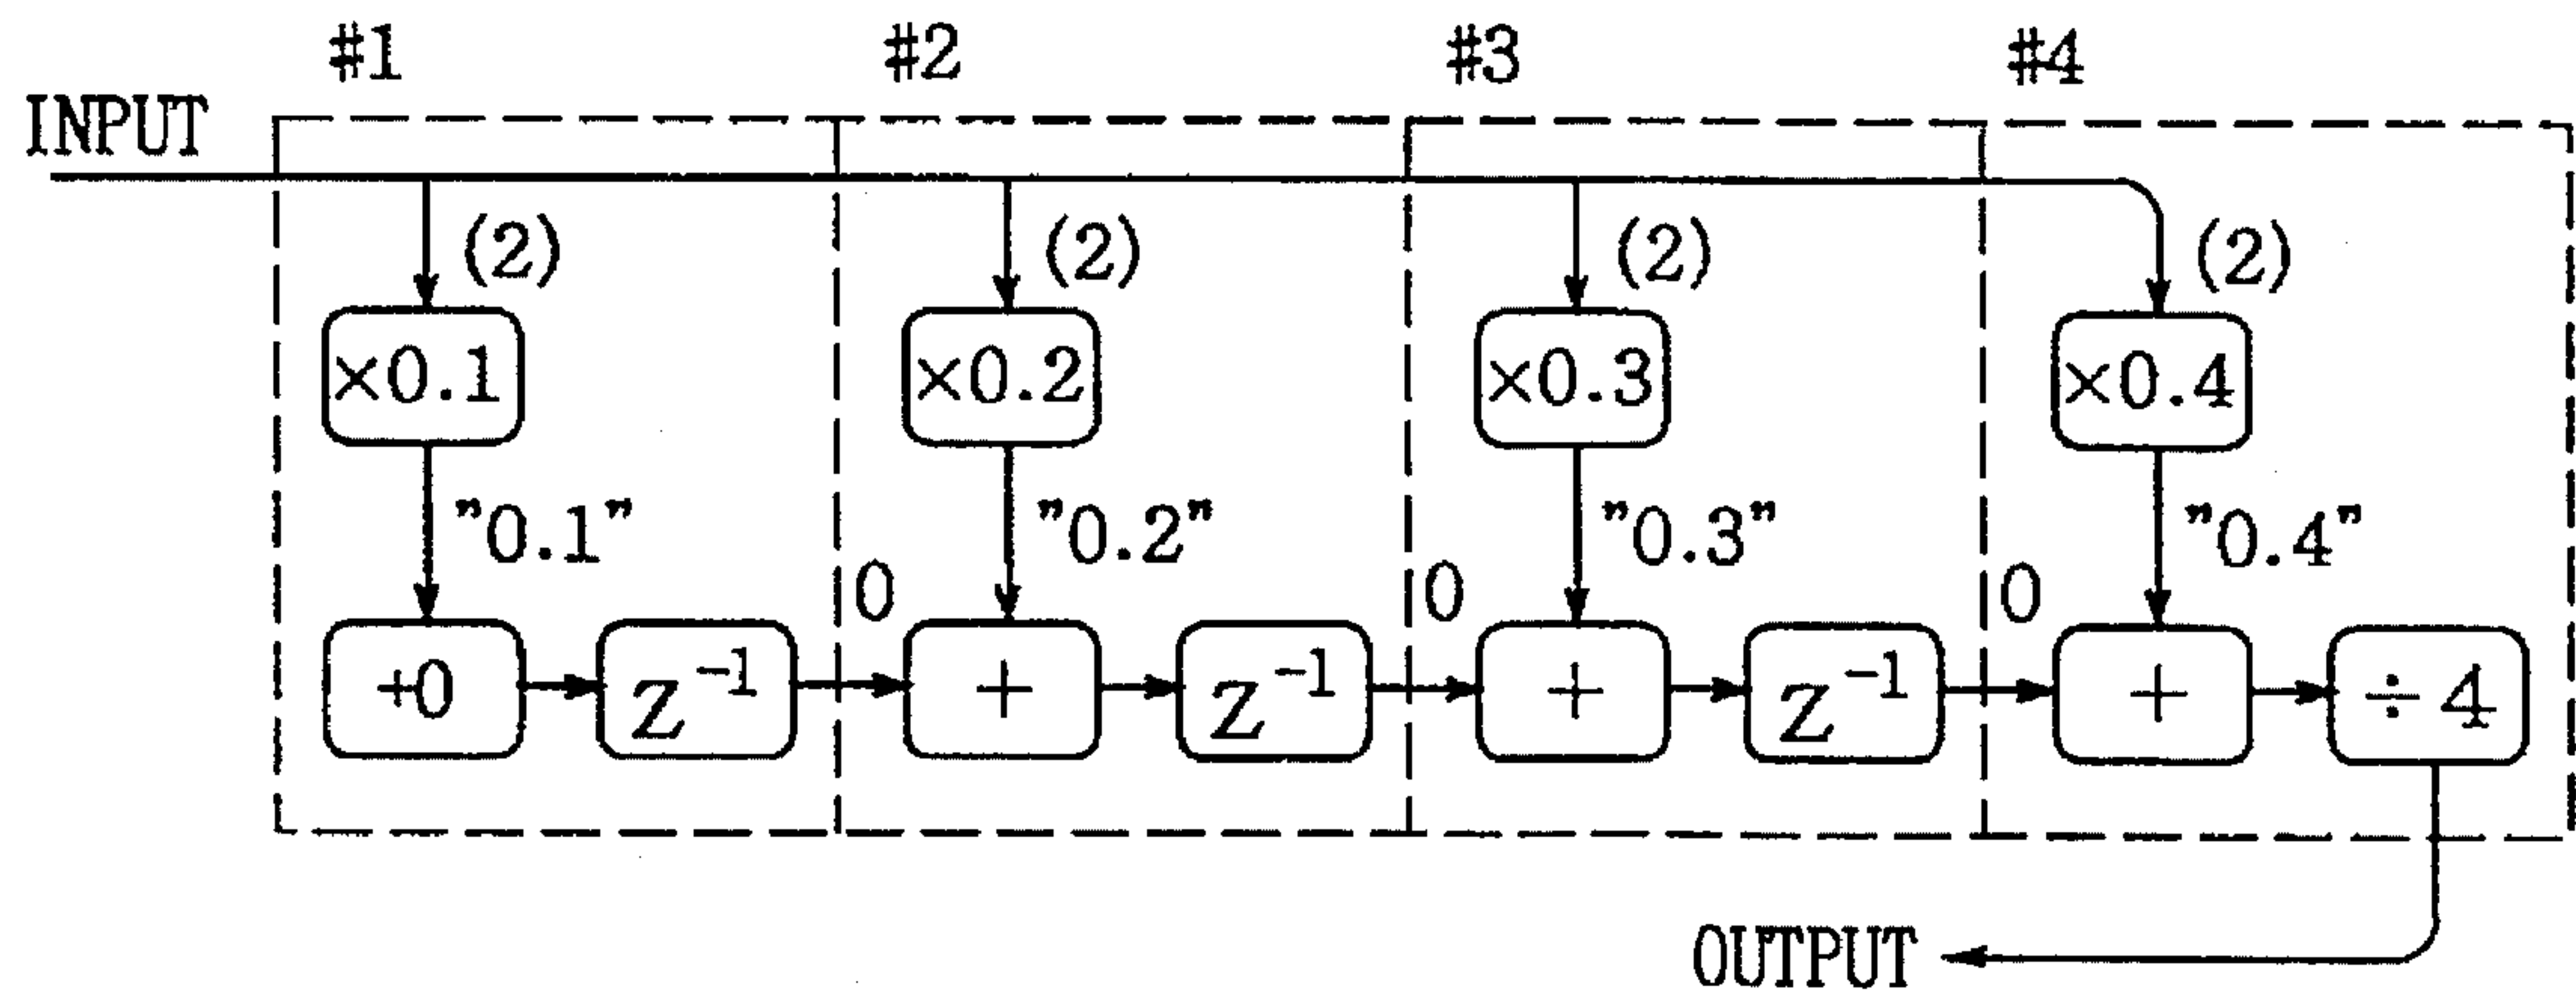 #1 #2 #3 #4
INPUT
(2) (2) (2) (2)
×0.1 ×0.2 ×0.3 ×0.4
"0.1" "0.2" "0.3" "0.4"
0 0 0
+0 Z⁻¹ + Z⁻¹ + Z⁻¹ + ÷4
OUTPUT